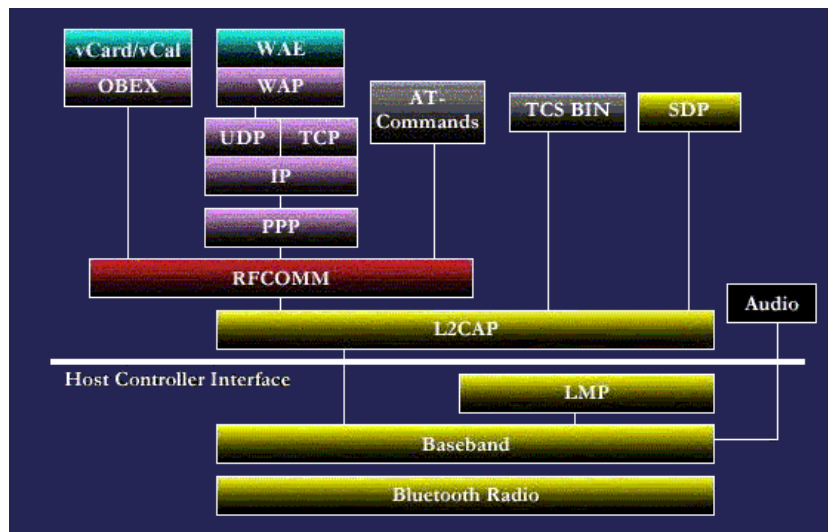 vCard/vCal
WAE
OBEX
WAP
AT-
Commands
TCS BIN
SDP
UDP
TCP
IP
PPP
RFCOMM
Audio
L2CAP
Host Controller Interface
LMP
Baseband
Bluetooth Radio